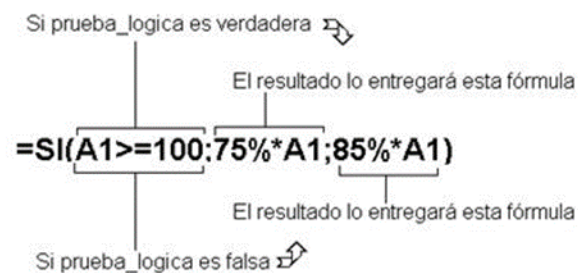 Si prueba_logica es verdadera
El resultado lo entregará esta fórmula
=SI(A1>=100;75%*A1;85%*A1)
El resultado lo entregará esta fórmula
Si prueba_logica es falsa